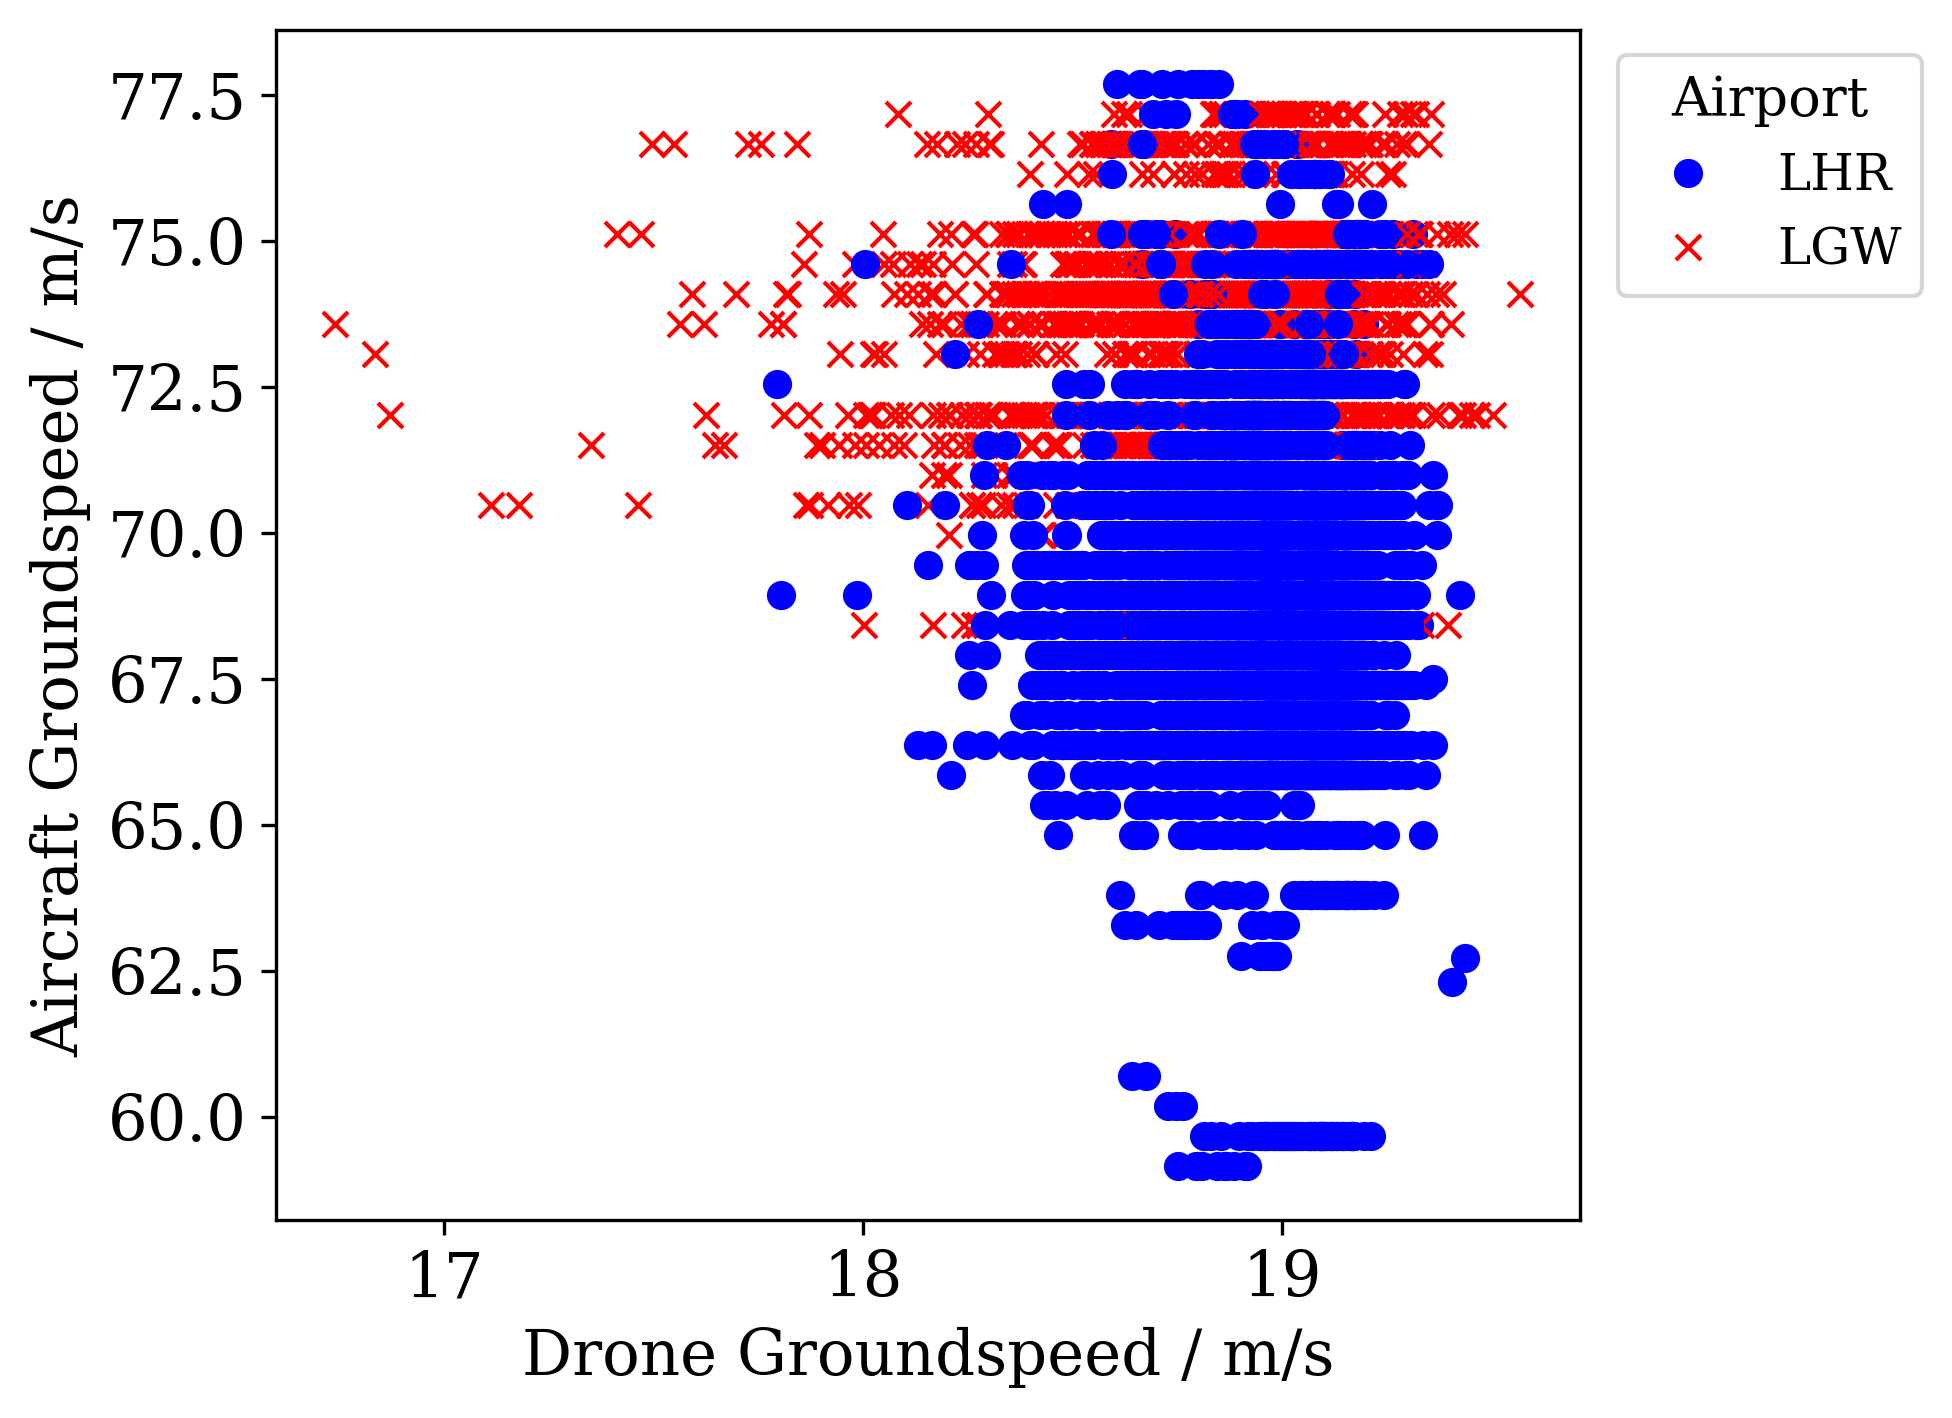 Airport
LHR
LGW
77.5
75.0
72.5
70.0
67.5
65.0
62.5
60.0
Aircraft Groundspeed / m/s
17 18 19
Drone Groundspeed / m/s